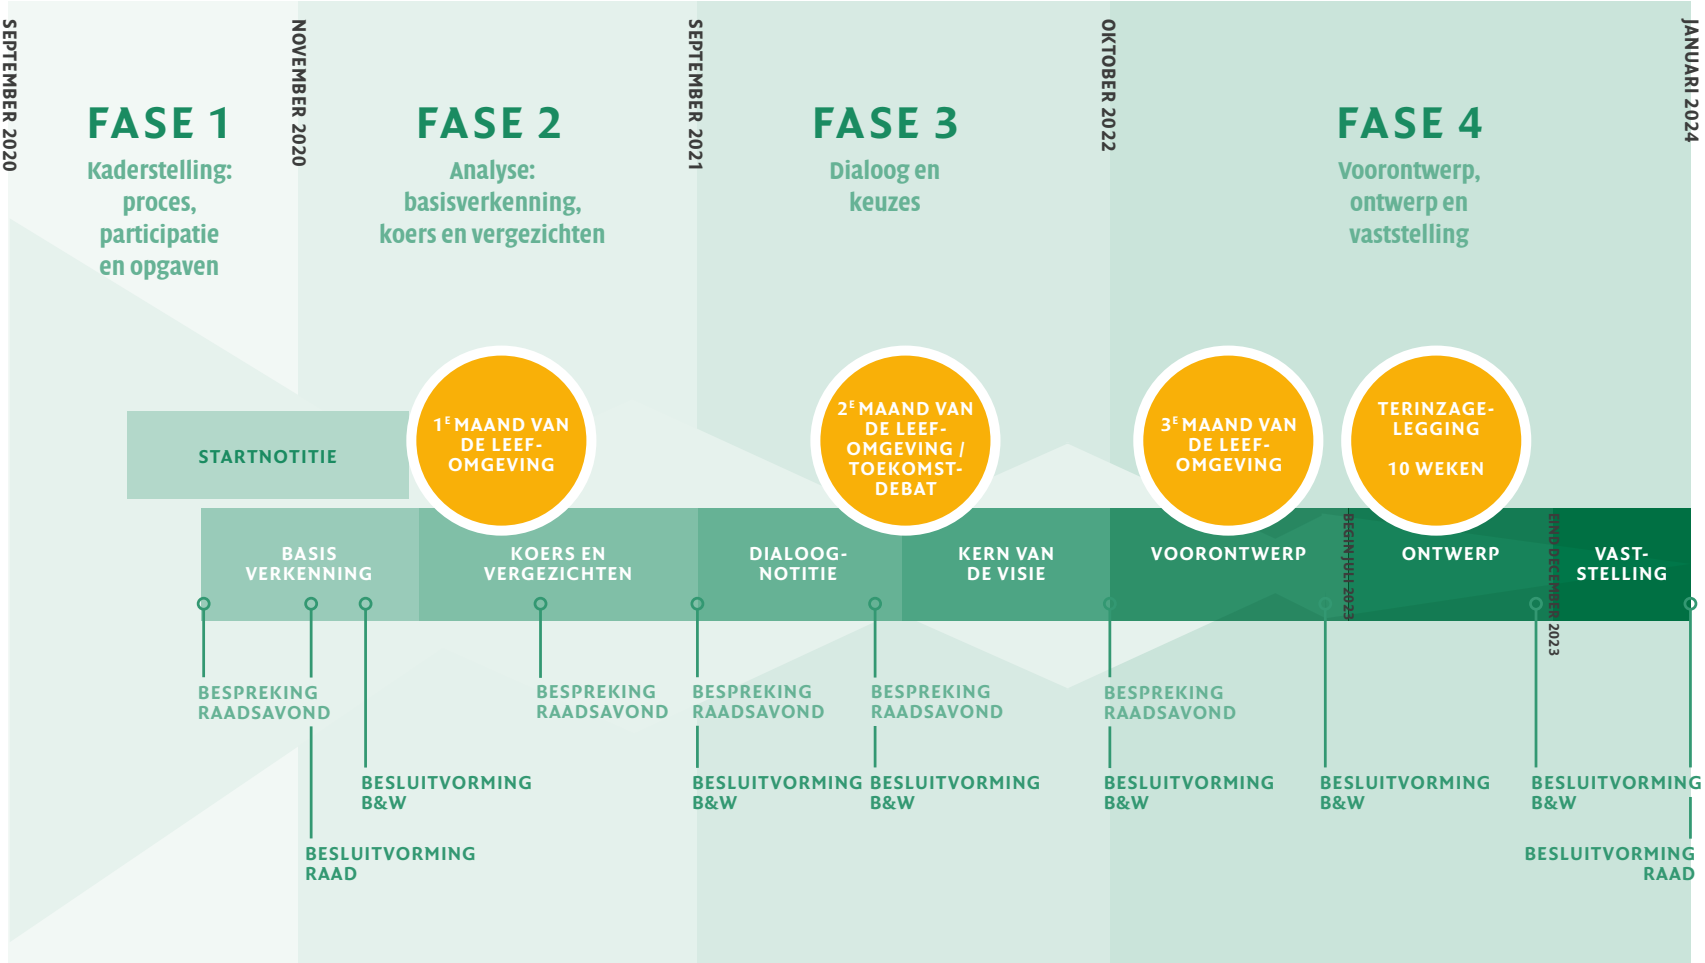 SEPTEMBER 2020
NOVEMBER 2020
SEPTEMBER 2021
OKTOBER 2022
JANUARI 2024
FASE 1
Kaderstelling:
proces,
participatie
en opgaven
FASE 2
Analyse:
basisverkenning,
koers en vergezichten
FASE 3
Dialoog en
keuzes
FASE 4
Voorontwerp,
ontwerp en
vaststelling
STARTNOTITIE
1E MAAND VAN
DE LEEF-
OMGEVING
2E MAAND VAN
DE LEEF-
OMGEVING /
TOEKOMST-
DEBAT
3E MAAND VAN
DE LEEF-
OMGEVING
TERINZAGE-
LEGGING
10 WEKEN
BASIS
VERKENNING
KOERS EN
VERGEZICHTEN
DIALOOG-
NOTITIE
KERN VAN
DE VISIE
VOORONTWERP
BEGIN JULI 2023
ONTWERP
EIND DECEMBER 2023
VAST-
STELLING
BESPREKING
RAADSAVOND
BESPREKING
RAADSAVOND
BESPREKING
RAADSAVOND
BESPREKING
RAADSAVOND
BESPREKING
RAADSAVOND
BESLUITVORMING
B&W
BESLUITVORMING
B&W
BESLUITVORMING
B&W
BESLUITVORMING
B&W
BESLUITVORMING
B&W
BESLUITVORMING
B&W
BESLUITVORMING
RAAD
BESLUITVORMING
RAAD